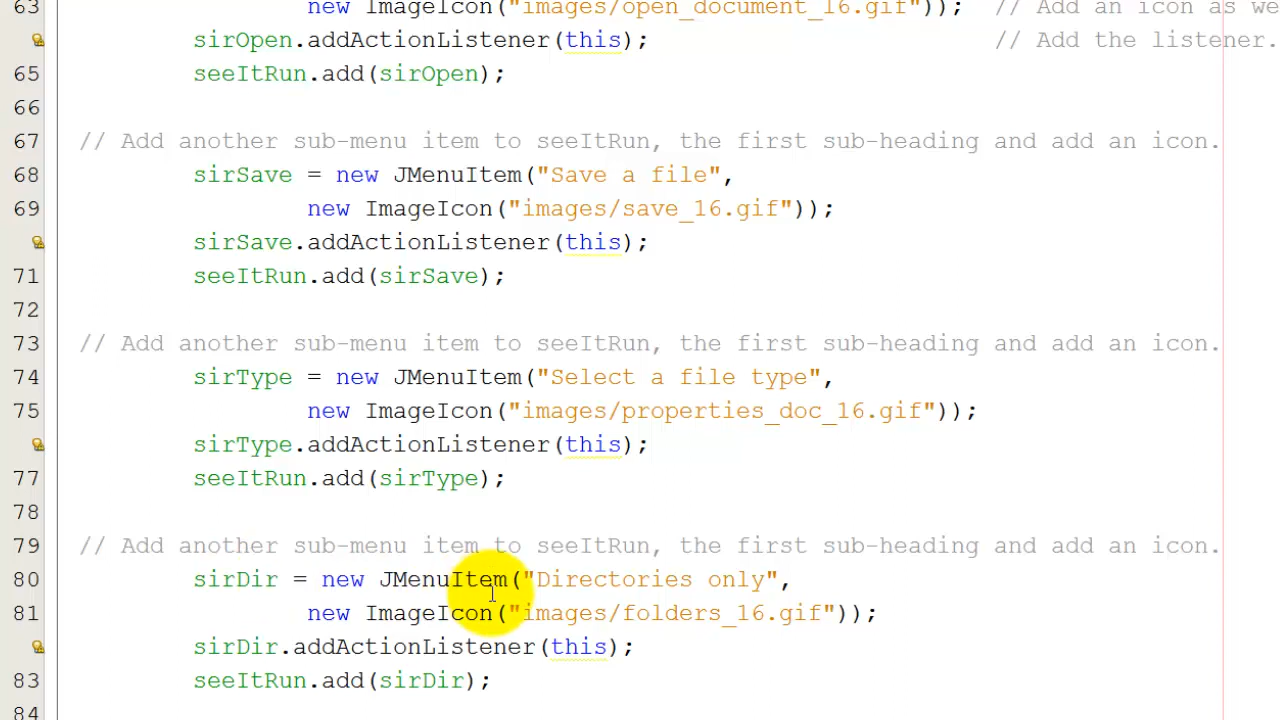 63 new ImageIcon("images/open_document_16.gif")); // Add an icon as we
sirOpen.addActionListener(this); // Add the listener.
65 seeItRun.add(sirOpen);
66
67 // Add another sub-menu item to seeItRun, the first sub-heading and add an icon.
68 sirSave = new JMenuItem("Save a file",
69 new ImageIcon("images/save_16.gif"));
sirSave.addActionListener(this);
71 seeItRun.add(sirSave);
72
73 // Add another sub-menu item to seeItRun, the first sub-heading and add an icon.
74 sirType = new JMenuItem("Select a file type",
75 new ImageIcon("images/properties_doc_16.gif"));
sirType.addActionListener(this);
77 seeItRun.add(sirType);
78
79 // Add another sub-menu item to seeItRun, the first sub-heading and add an icon.
80 sirDir = new JMenuItem("Directories only",
81 new ImageIcon("images/folders_16.gif"));
sirDir.addActionListener(this);
83 seeItRun.add(sirDir);
84